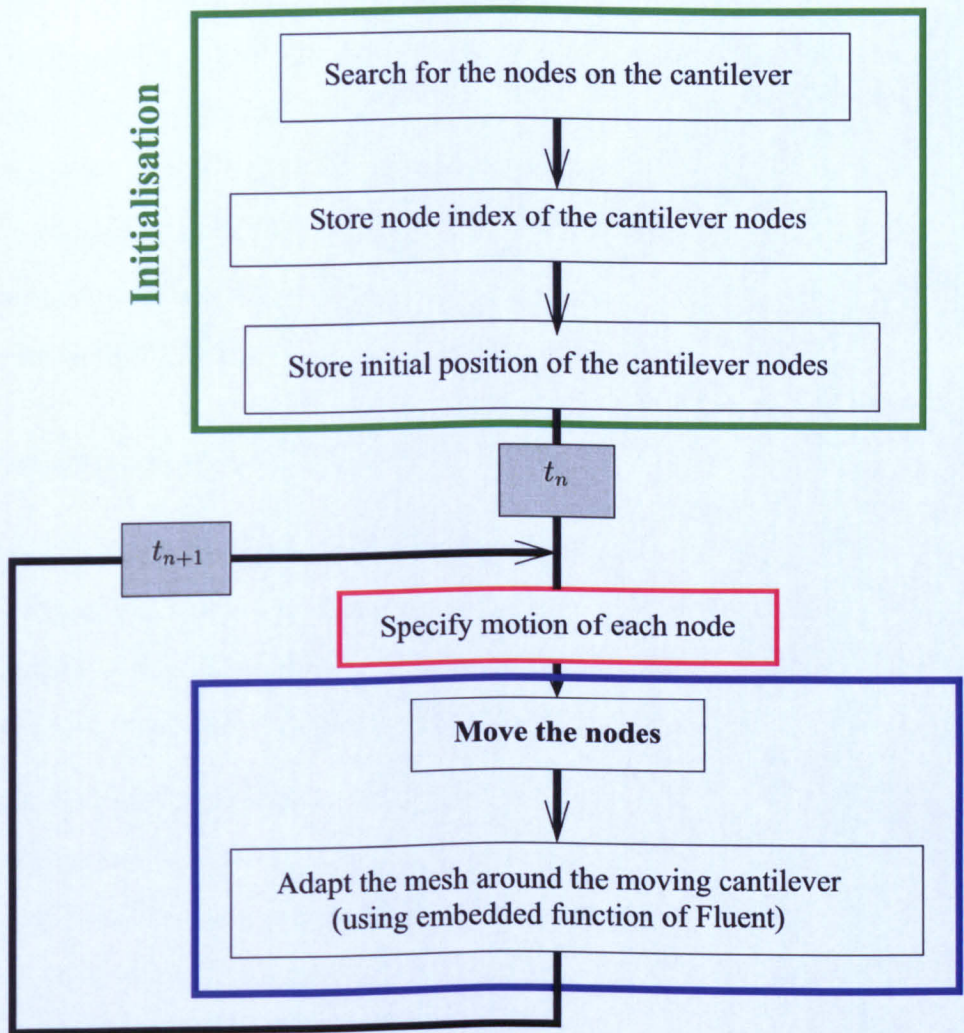 Initialisation
Search for the nodes on the cantilever
Store node index of the cantilever nodes
Store initial position of the cantilever nodes
$t_n$
$t_{n+1}$
Specify motion of each node
Move the nodes
Adapt the mesh around the moving cantilever
(using embedded function of Fluent)